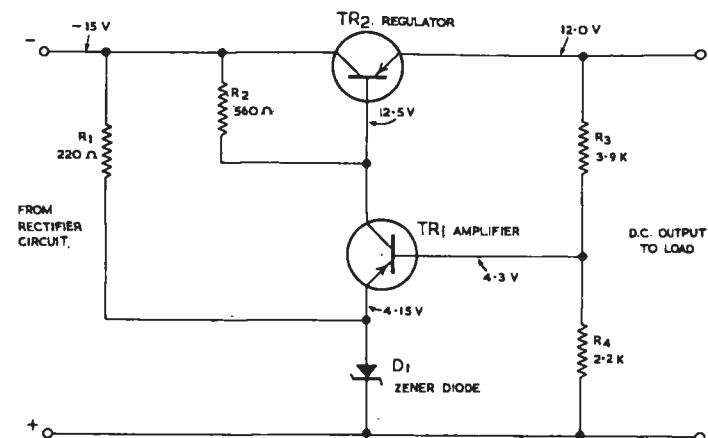 TR2. REGULATOR
-15 V
12·0 V
-
R2
560 Ω
12·5 V
R1
220 Ω
R3
3·9 K
FROM
RECTIFIER
CIRCUIT.
TR1 AMPLIFIER
D.C. OUTPUT
TO LOAD
4·3 V
4·15 V
R4
2·2 K
D1
ZENER DIODE
+